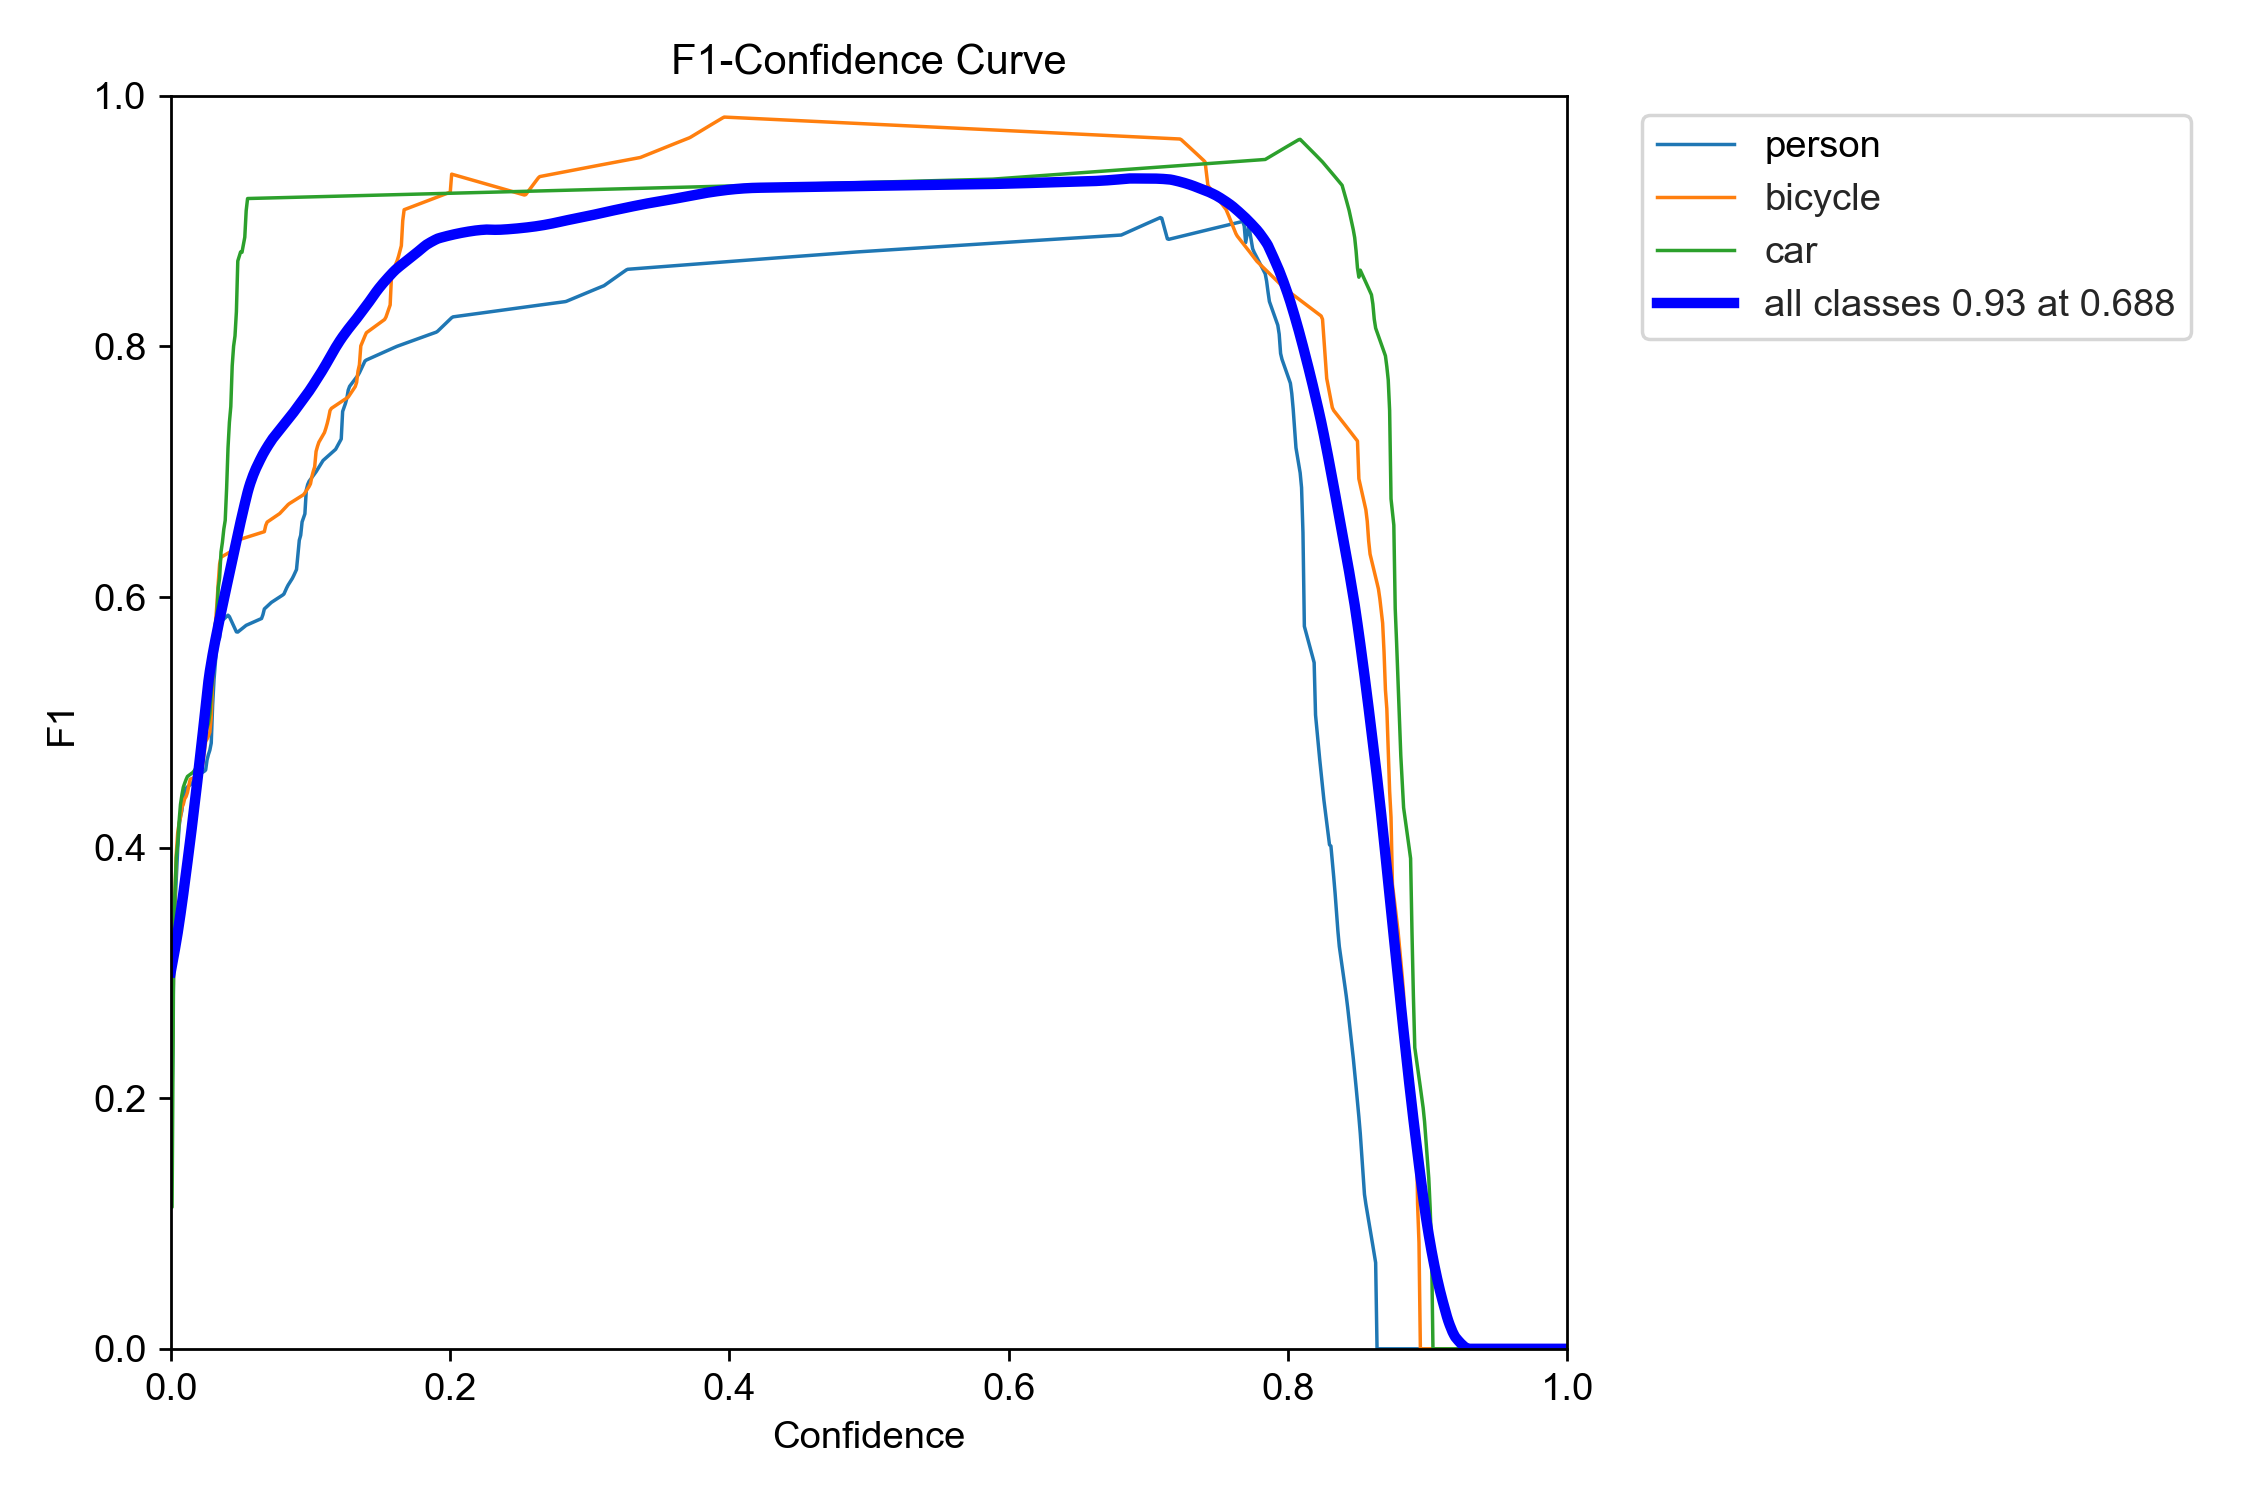 F1-Confidence Curve
1.0
0.8
0.6
0.4
0.2
0.0
F1
0.0 0.2 0.4 0.6 0.8 1.0
Confidence
person
bicycle
car
all classes 0.93 at 0.688